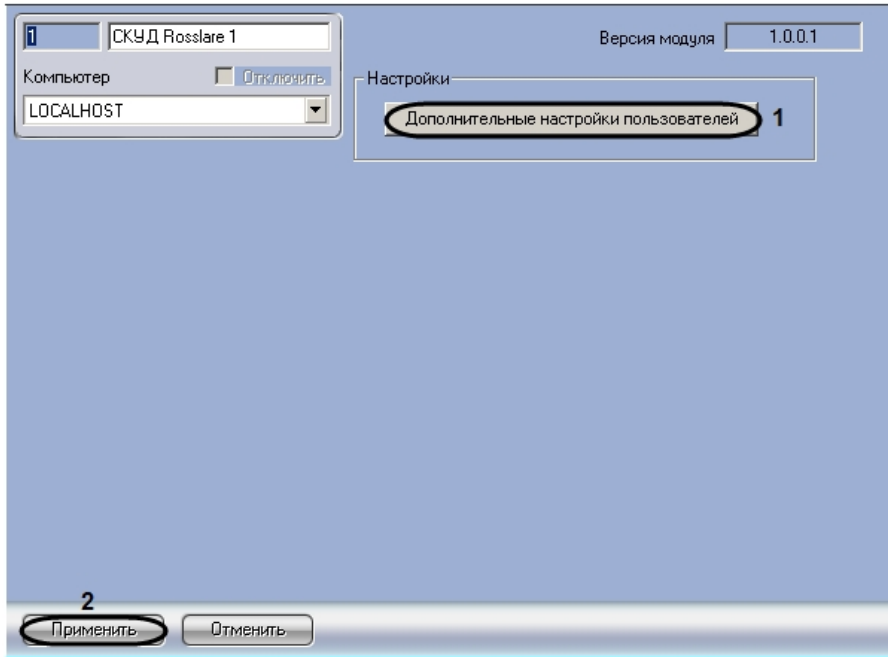 1
СКУД Rosslare 1
Версия модуля 1.0.0.1
Компьютер
Отключить
LOCALHOST
Настройки
Дополнительные настройки пользователей 1
2
Применить
Отменить